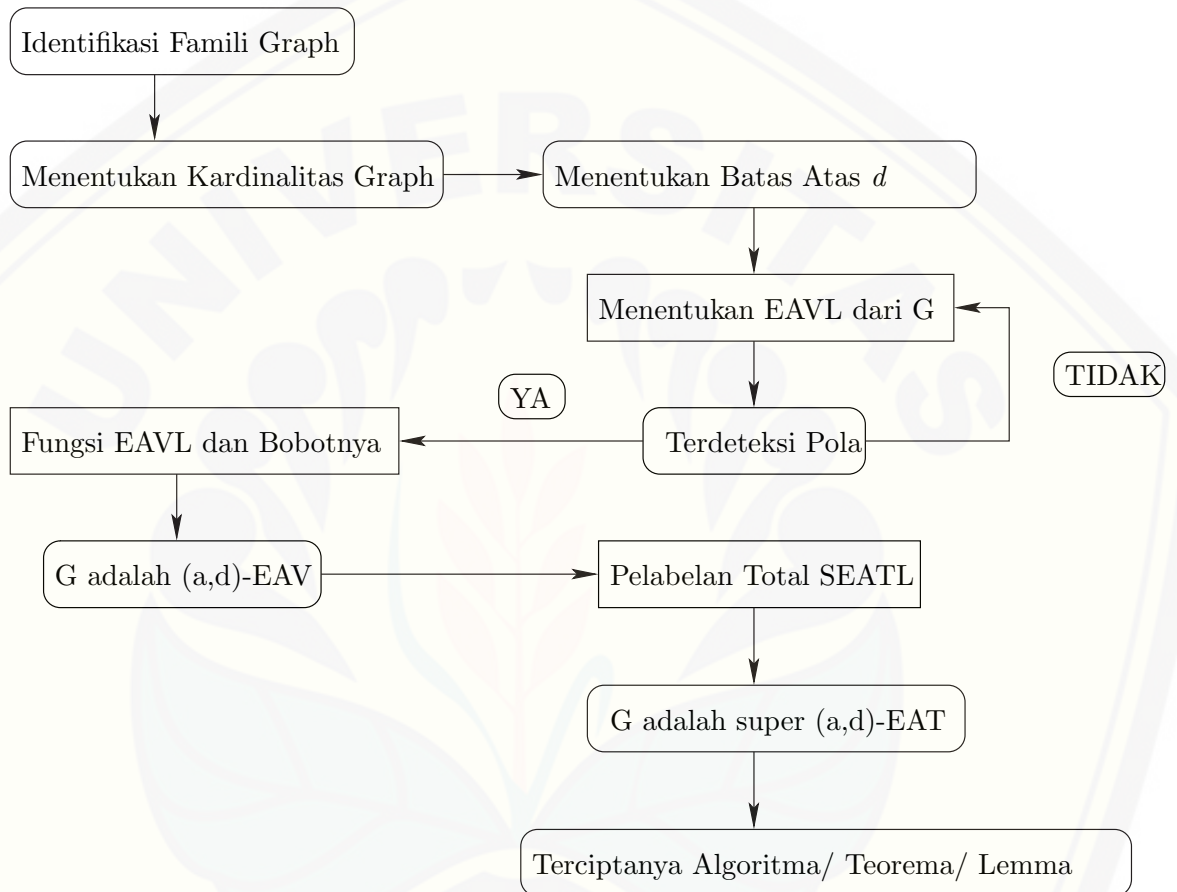 Identifikasi Famili Graph
Menentukan Kardinalitas Graph
Menentukan Batas Atas d
Menentukan EAVL dari G
TIDAK
YA
Terdeteksi Pola
Fungsi EAVL dan Bobotnya
G adalah (a,d)-EAV
Pelabelan Total SEATL
G adalah super (a,d)-EAT
Terciptanya Algoritma/ Teorema/ Lemma
UNIVERSITAS